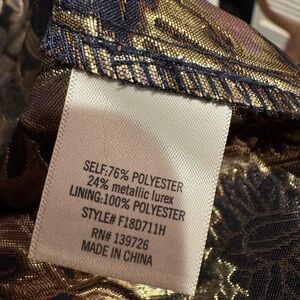 SELF:76% POLYESTER
24% metallic lurex
LINING:100% POLYESTER
STYLE# F18D711H
RN# 139726
MADE IN CHINA